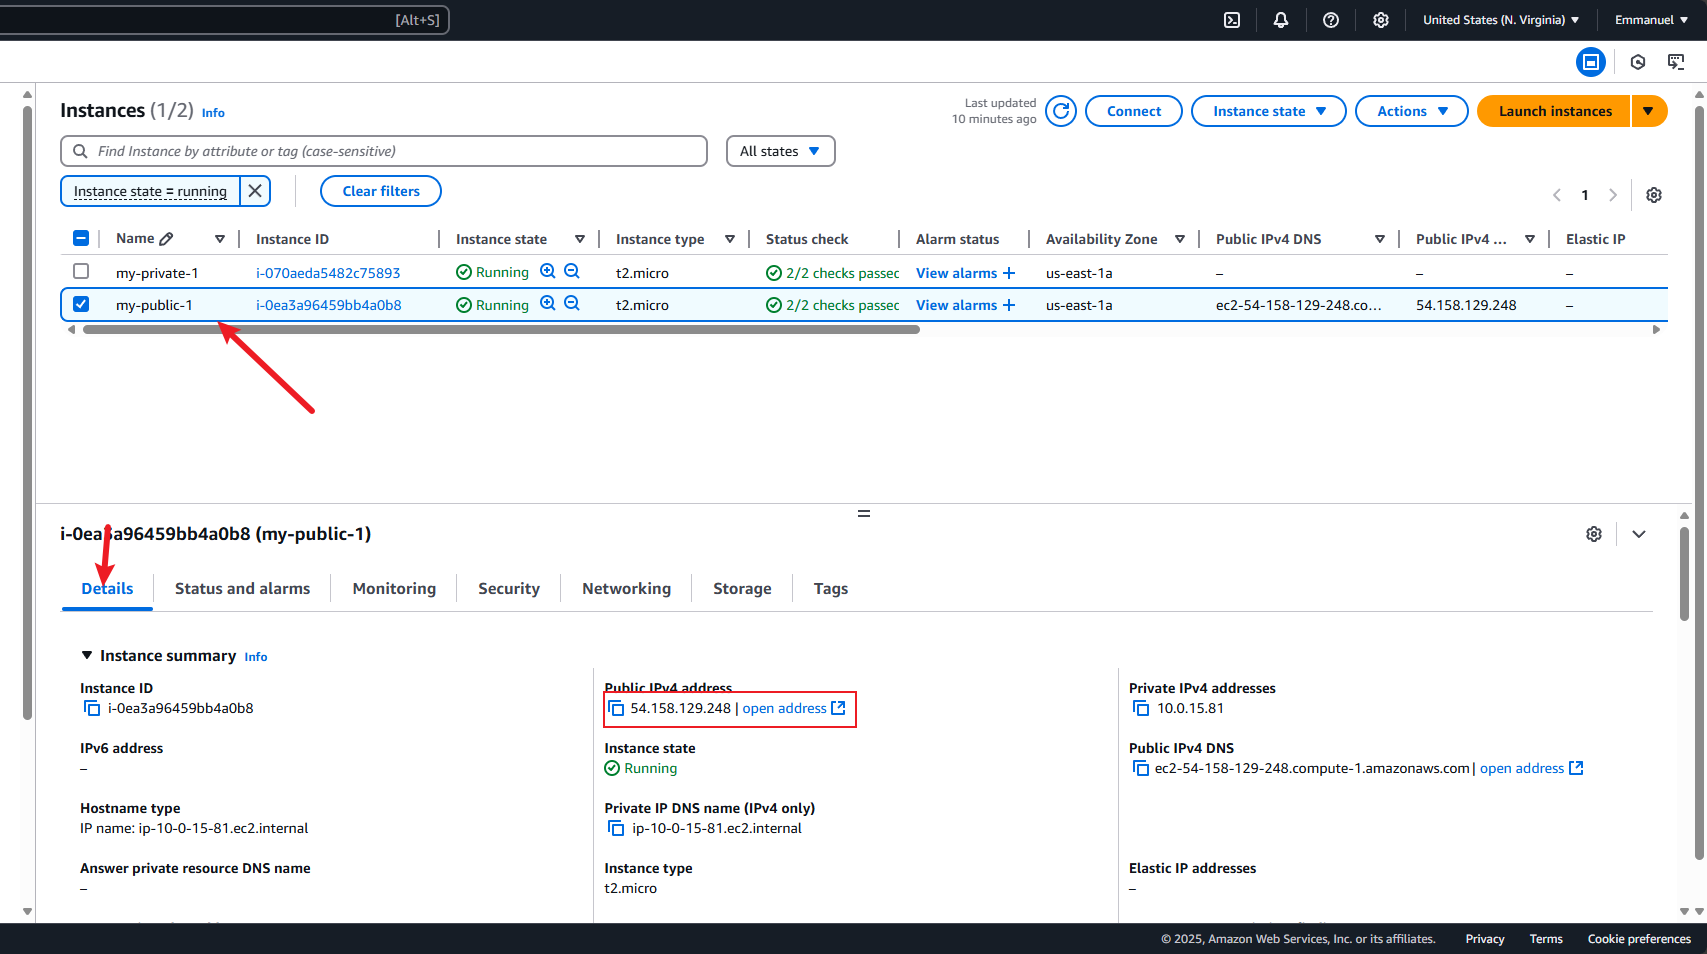 [Alt+S]
United States (N. Virginia)
Emmanuel
Instances (1/2) Info
Last updated
10 minutes ago
Connect
Instance state
Actions
Launch instances
Find Instance by attribute or tag (case-sensitive)
All states
Instance state = running
Clear filters
1
Name Instance ID Instance state Instance type Status check Alarm status Availability Zone Public IPv4 DNS Public IPv4 ... Elastic IP
my-private-1 i-070aeda5482c75893 Running t2.micro 2/2 checks passec View alarms + us-east-1a – – –
my-public-1 i-0ea3a96459bb4a0b8 Running t2.micro 2/2 checks passec View alarms + us-east-1a ec2-54-158-129-248.co... 54.158.129.248 –
i-0ea3a96459bb4a0b8 (my-public-1)
Details Status and alarms Monitoring Security Networking Storage Tags
Instance summary Info
Instance ID
i-0ea3a96459bb4a0b8
Public IPv4 address
54.158.129.248 | open address
Private IPv4 addresses
10.0.15.81
IPv6 address
–
Instance state
Running
Public IPv4 DNS
ec2-54-158-129-248.compute-1.amazonaws.com | open address
Hostname type
IP name: ip-10-0-15-81.ec2.internal
Private IP DNS name (IPv4 only)
ip-10-0-15-81.ec2.internal
Answer private resource DNS name
–
Instance type
t2.micro
Elastic IP addresses
–
© 2025, Amazon Web Services, Inc. or its affiliates. Privacy Terms Cookie preferences